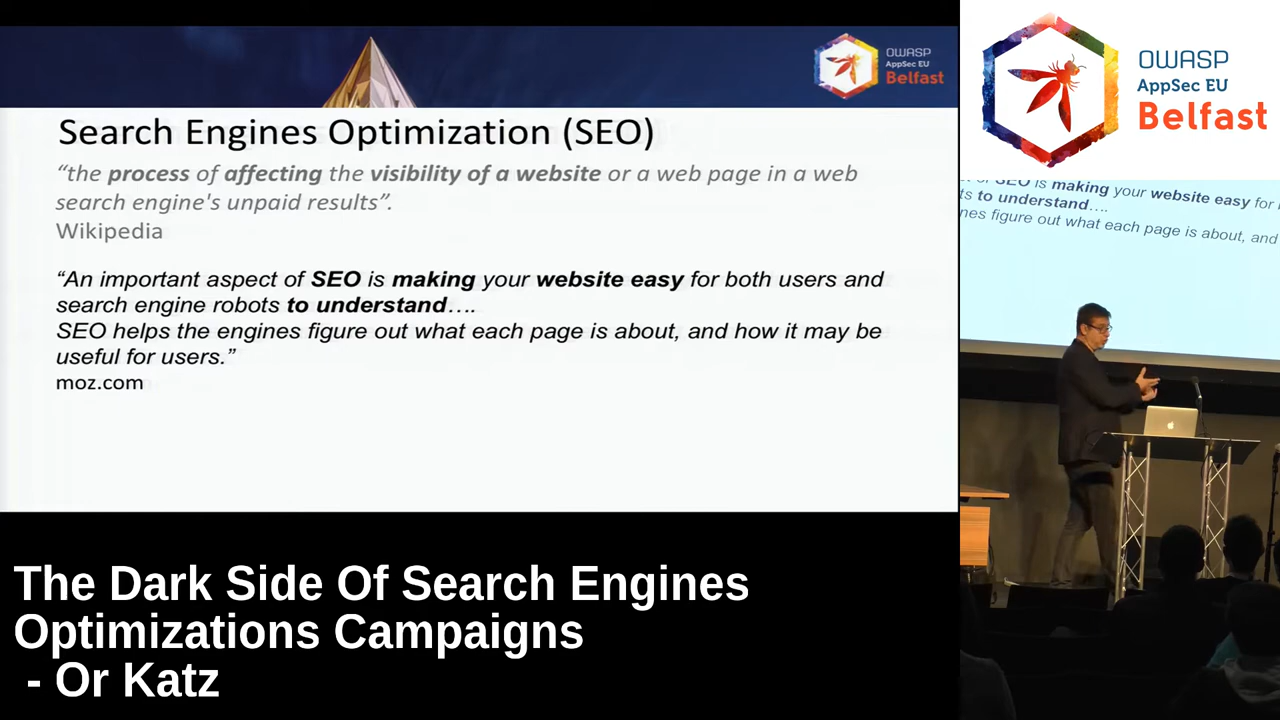 OWASP
AppSec EU
Belfast
Search Engines Optimization (SEO)
“the process of affecting the visibility of a website or a web page in a web
search engine's unpaid results”.
Wikipedia
“An important aspect of SEO is making your website easy for both users and
search engine robots to understand….
SEO helps the engines figure out what each page is about, and how it may be
useful for users.”
moz.com
OWASP
AppSec EU
Belfast
of SEO is making your website easy for
to understand….
figure out what each page is about, and
The Dark Side Of Search Engines
Optimizations Campaigns
- Or Katz